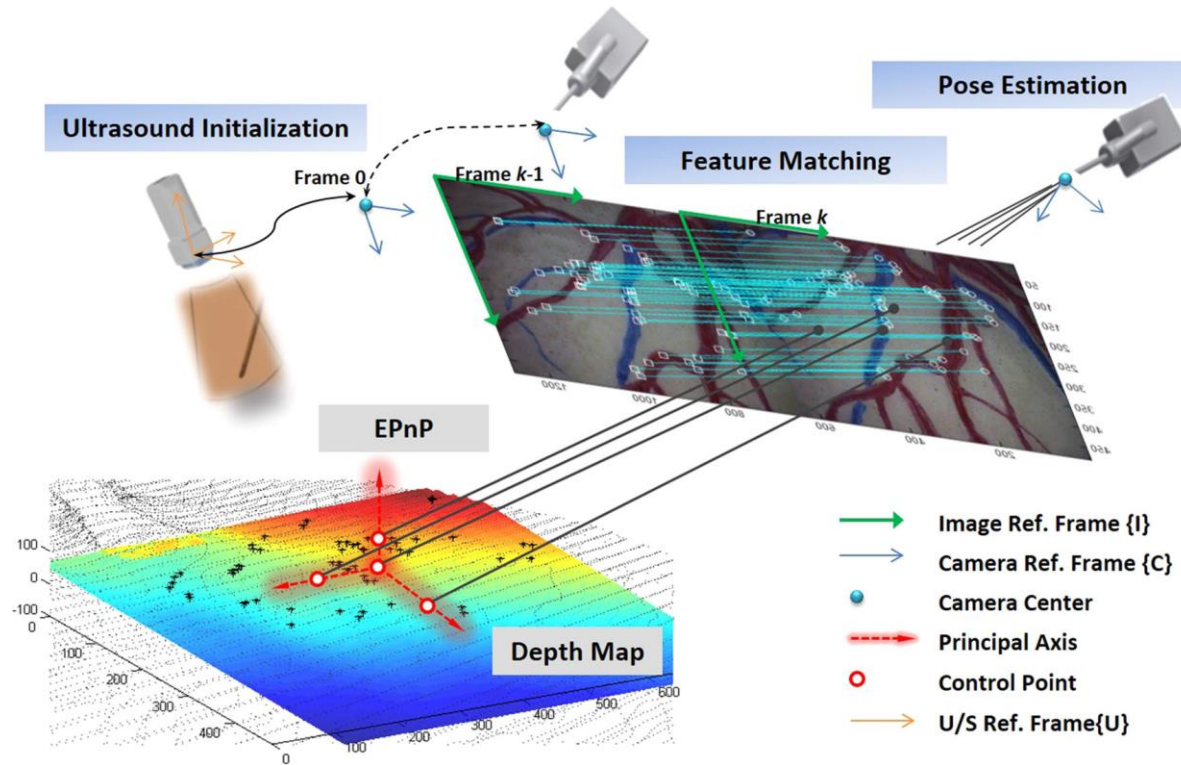 Pose Estimation
Ultrasound Initialization
Feature Matching
Frame 0
Frame k-1
Frame k
50
100
150
200
250
300
350
400
450
1200
1000
800
600
400
200
EPnP
Depth Map
100
0
-100
0
100
200
300
400
0
100
200
300
400
500
600
Image Ref. Frame {I}
Camera Ref. Frame {C}
Camera Center
Principal Axis
Control Point
U/S Ref. Frame{U}